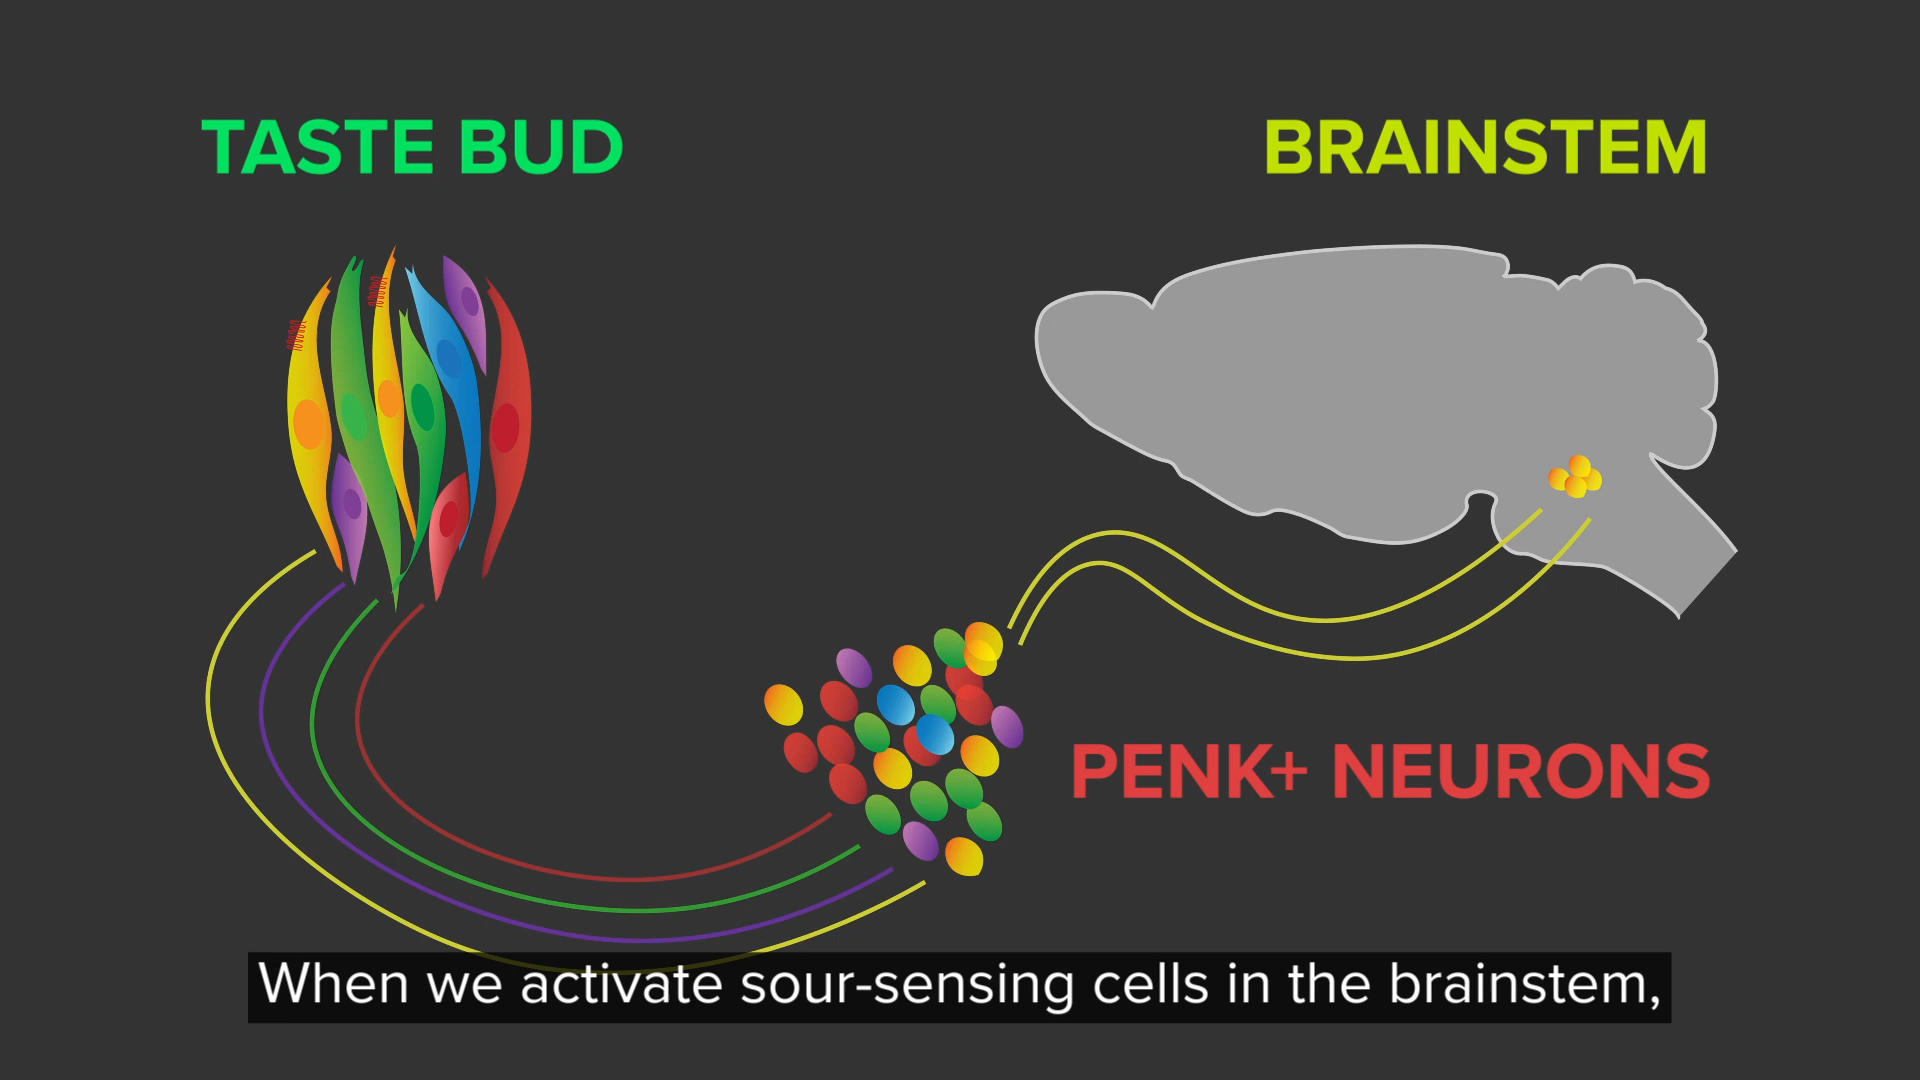 TASTE BUD
BRAINSTEM
PENK+ NEURONS
When we activate sour-sensing cells in the brainstem,